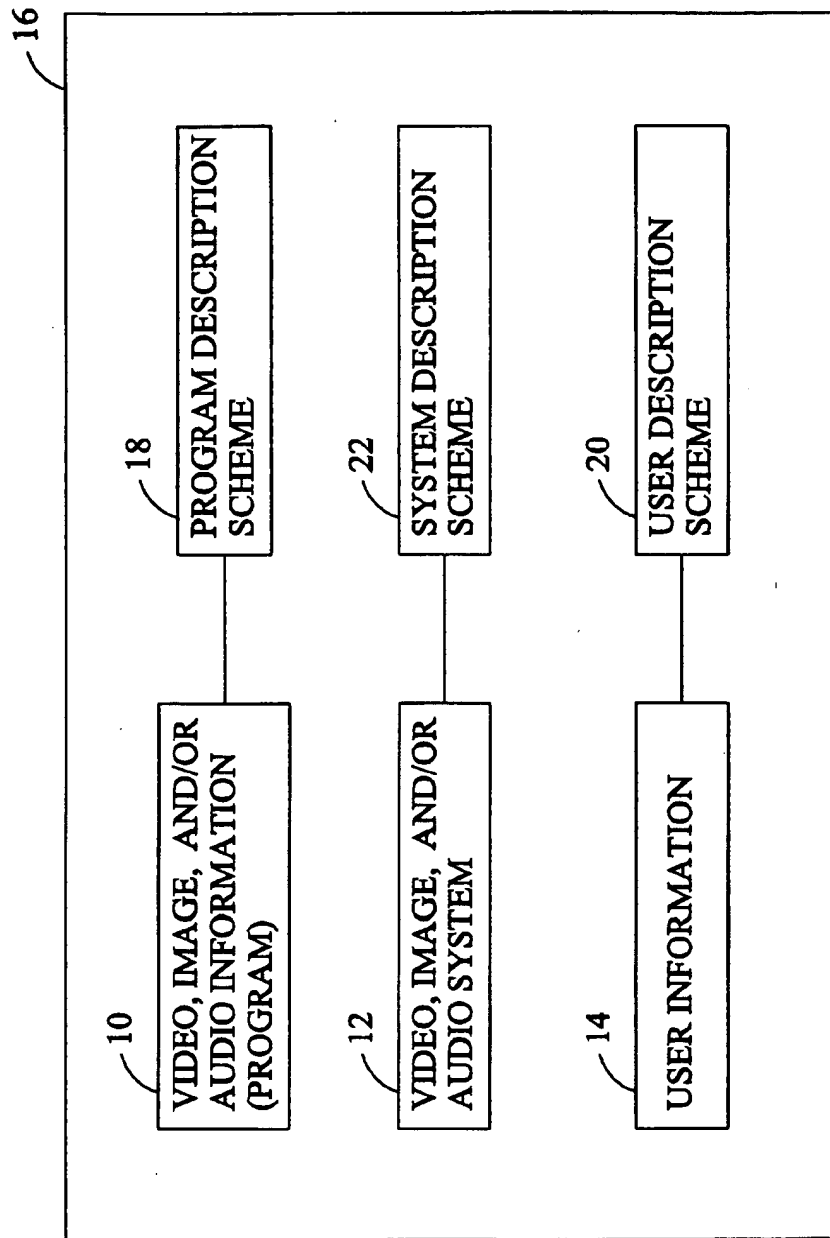 16
10
VIDEO, IMAGE, AND/OR
AUDIO INFORMATION
(PROGRAM)
18
PROGRAM DESCRIPTION
SCHEME
12
VIDEO, IMAGE, AND/OR
AUDIO SYSTEM
22
SYSTEM DESCRIPTION
SCHEME
14
USER INFORMATION
20
USER DESCRIPTION
SCHEME